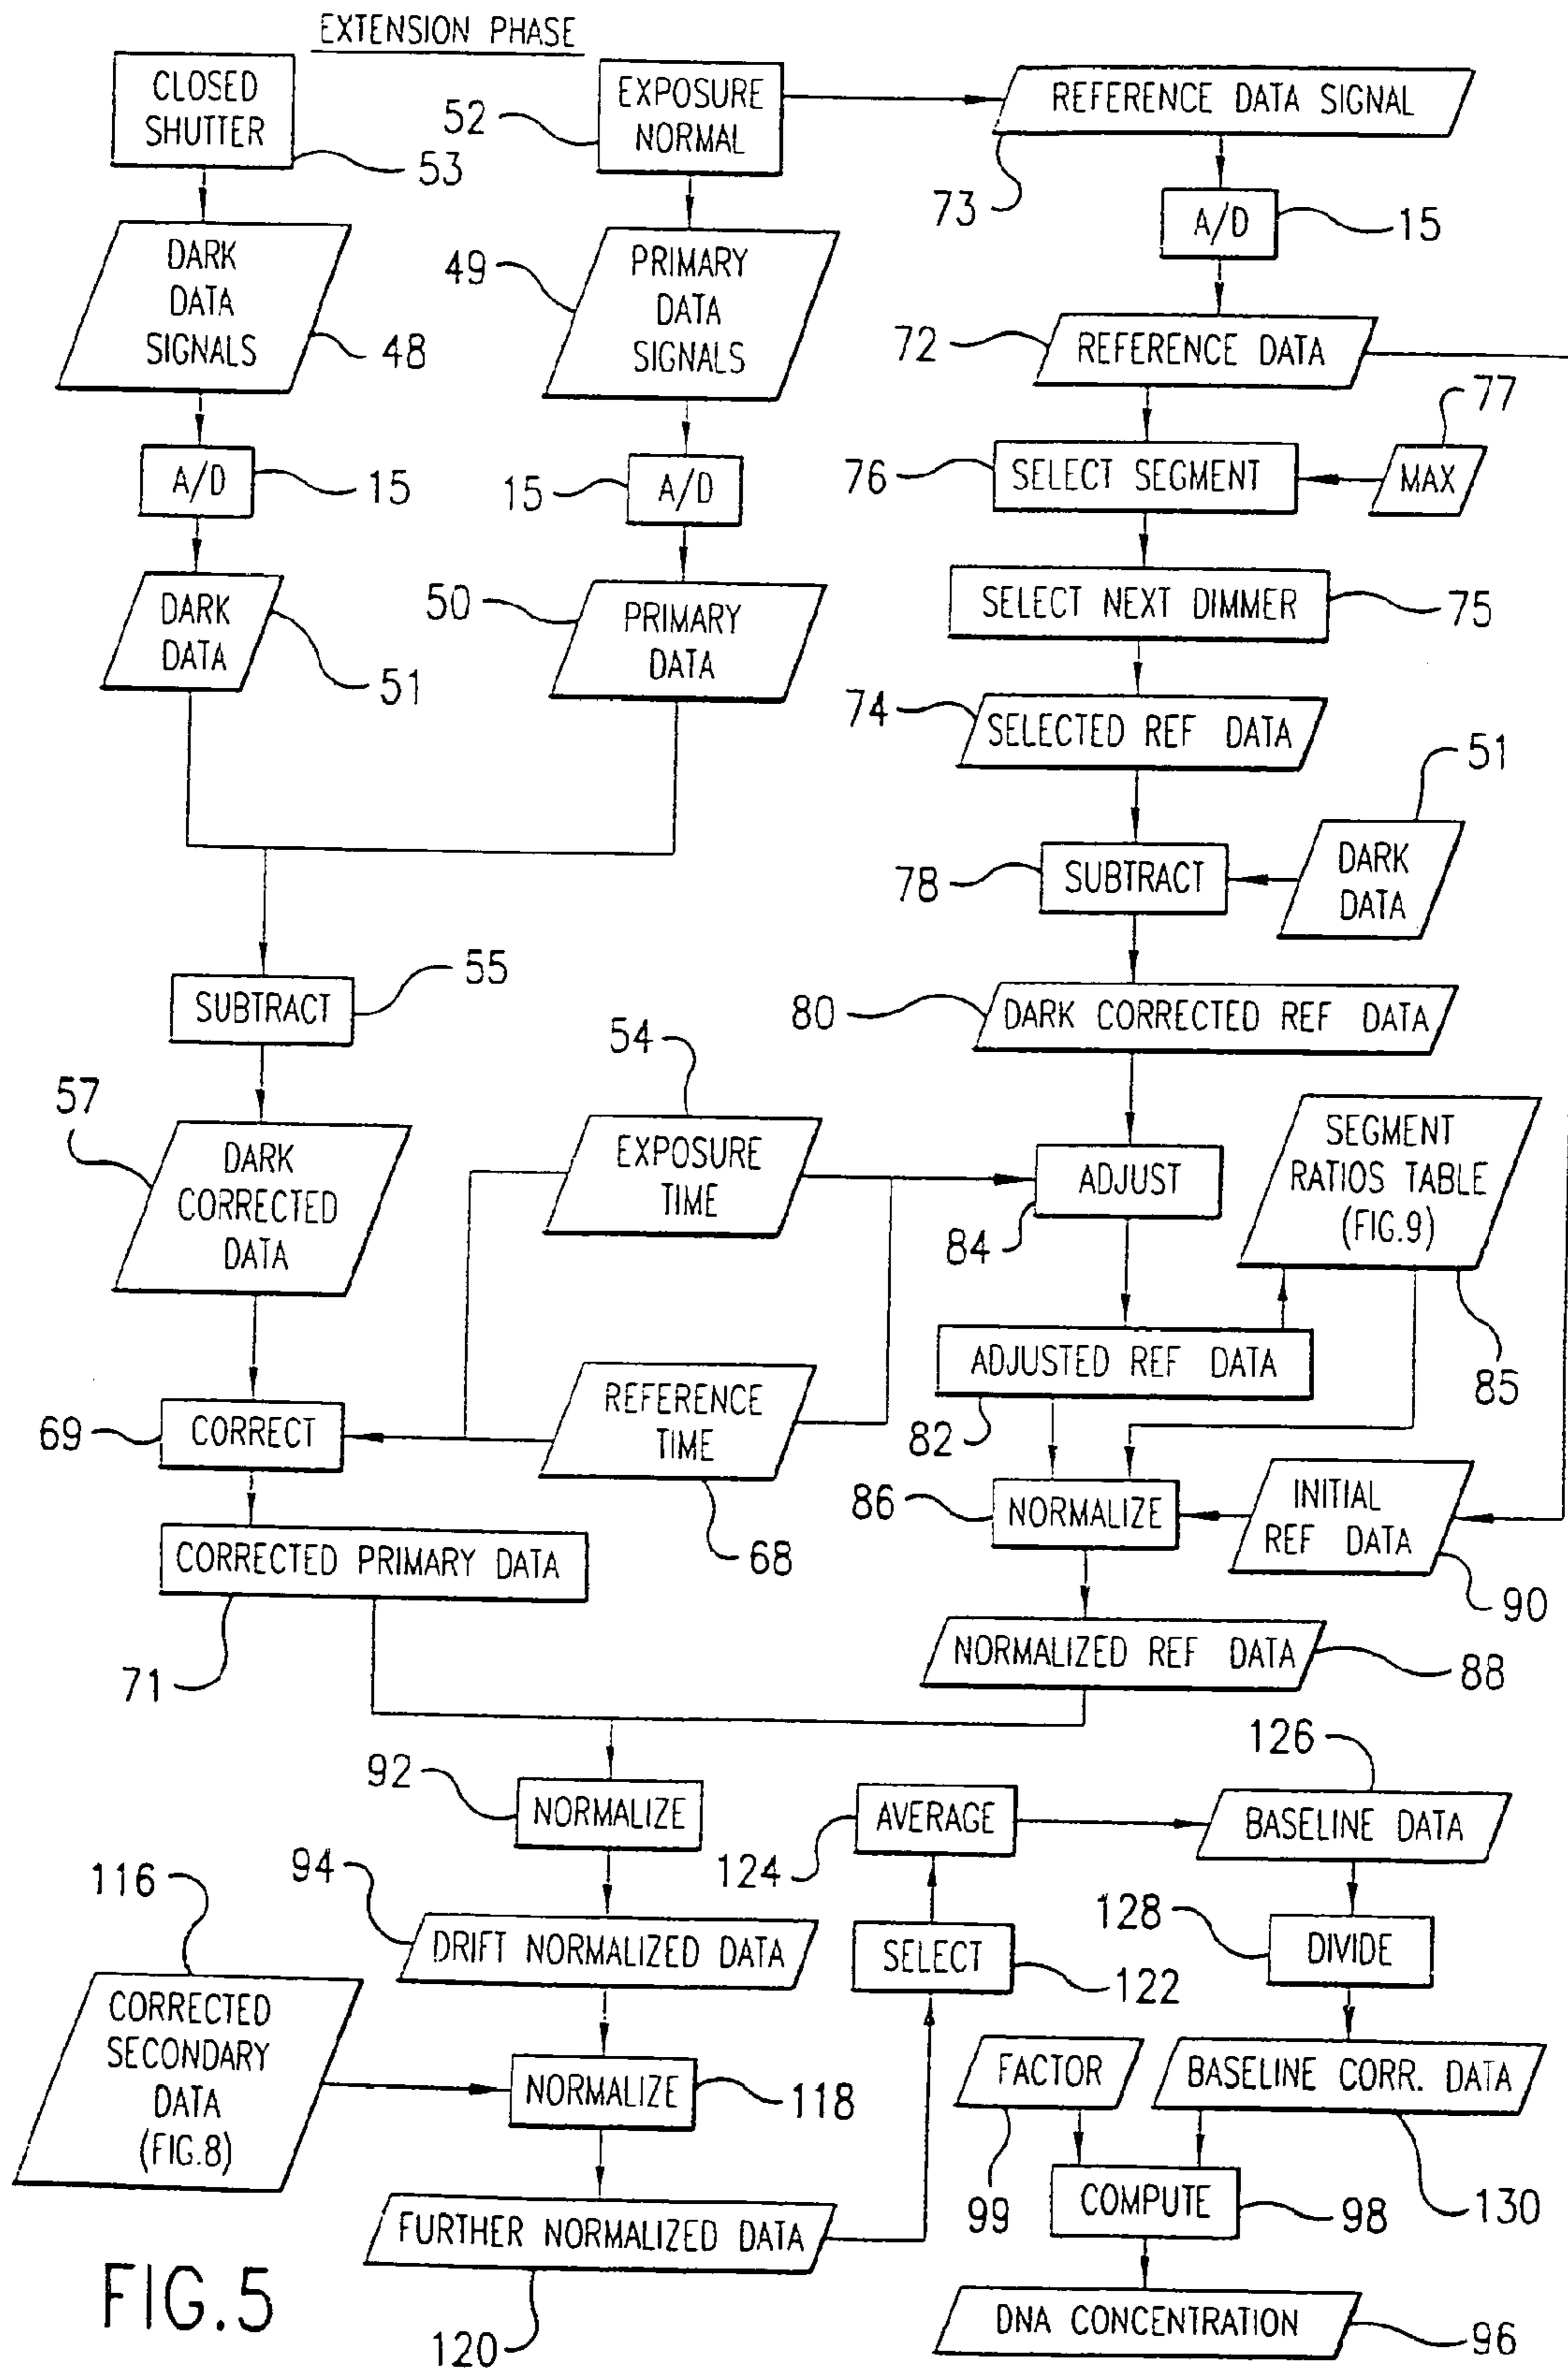 EXTENSION PHASE
CLOSED
SHUTTER
53
52
EXPOSURE
NORMAL
REFERENCE DATA SIGNAL
73
A/D
15
DARK
DATA
SIGNALS
48
49
PRIMARY
DATA
SIGNALS
72
REFERENCE DATA
77
76
SELECT SEGMENT
MAX
A/D
15
15
A/D
SELECT NEXT DIMMER
75
DARK
DATA
51
50
PRIMARY
DATA
74
SELECTED REF DATA
51
78
SUBTRACT
DARK
DATA
55
SUBTRACT
80
DARK CORRECTED REF DATA
54
57
DARK
CORRECTED
DATA
EXPOSURE
TIME
ADJUST
84
SEGMENT
RATIOS TABLE
(FIG.9)
85
ADJUSTED REF DATA
82
69
CORRECT
REFERENCE
TIME
68
86
NORMALIZE
INITIAL
REF DATA
90
CORRECTED PRIMARY DATA
71
NORMALIZED REF DATA
88
126
92
NORMALIZE
AVERAGE
124
BASELINE DATA
116
94
DRIFT NORMALIZED DATA
SELECT
122
128
DIVIDE
CORRECTED
SECONDARY
DATA
(FIG.8)
NORMALIZE
118
FACTOR
99
BASELINE CORR. DATA
130
COMPUTE
98
FURTHER NORMALIZED DATA
120
DNA CONCENTRATION
96
FIG.5